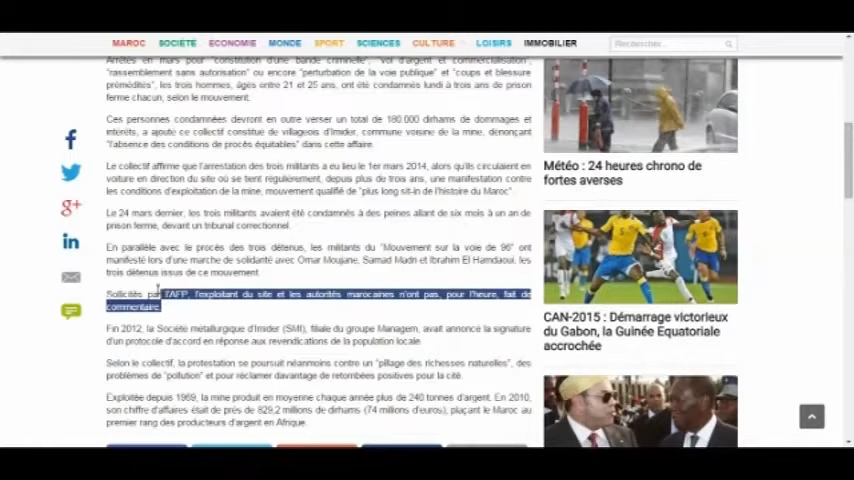 MAROC SOCIÉTÉ ECONOMIE MONDE SPORT SCIENCES CULTURE LOISIRS IMMOBILIER
Rechercher...
Arrêtés en mars pour "constitution d'une bande criminelle", "vol d'argent et commercialisation",
"rassemblement sans autorisation" ou encore "perturbation de la voie publique" et "coups et blessure
prémédités", les trois hommes, âgés entre 21 et 25 ans, ont été condamnés lundi à trois ans de prison
ferme chacun, selon le mouvement.
Ces personnes condamnées devront en outre verser un total de 180.000 dirhams de dommages et
intérêts, a ajouté ce collectif constitué de villageois d'Imider, commune voisine de la mine, dénonçant
"l'absence des conditions de procès équitables" dans cette affaire.
Le collectif affirme que l'arrestation des trois militants a eu lieu le 1er mars 2014, alors qu'ils circulaient en
voiture en direction du site où se tient régulièrement, depuis plus de trois ans, une manifestation contre
les conditions d'exploitation de la mine, mouvement qualifié de "plus long sit-in de l'histoire du Maroc".
Le 24 mars dernier, les trois militants avaient été condamnés à des peines allant de six mois à un an de
prison ferme, devant un tribunal correctionnel.
En parallèle avec le procès des trois détenus, les militants du "Mouvement sur la voie de 96" ont
manifesté lors d'une marche de solidarité avec Omar Moujane, Samad Madri et Ibrahim El Hamdaoui, les
trois détenus issus de ce mouvement.
Sollicités par l'AFP, l'exploitant du site et les autorités marocaines n'ont pas, pour l'heure, fait de
commentaire.
Fin 2012, la Société métallurgique d'Imider (SMI), filiale du groupe Managem, avait annoncé la signature
d'un protocole d'accord en réponse aux revendications de la population locale.
Selon le collectif, la protestation se poursuit néanmoins contre un "pillage des richesses naturelles", des
problèmes de "pollution" et pour réclamer davantage de retombées positives pour la cité.
Exploitée depuis 1969, la mine produit en moyenne chaque année plus de 240 tonnes d'argent. En 2010,
son chiffre d'affaires était de près de 829,2 millions de dirhams (74 millions d'euros), plaçant le Maroc au
premier rang des producteurs d'argent en Afrique.
Météo : 24 heures chrono de
fortes averses
CAN-2015 : Démarrage victorieux
du Gabon, la Guinée Equatoriale
accrochée